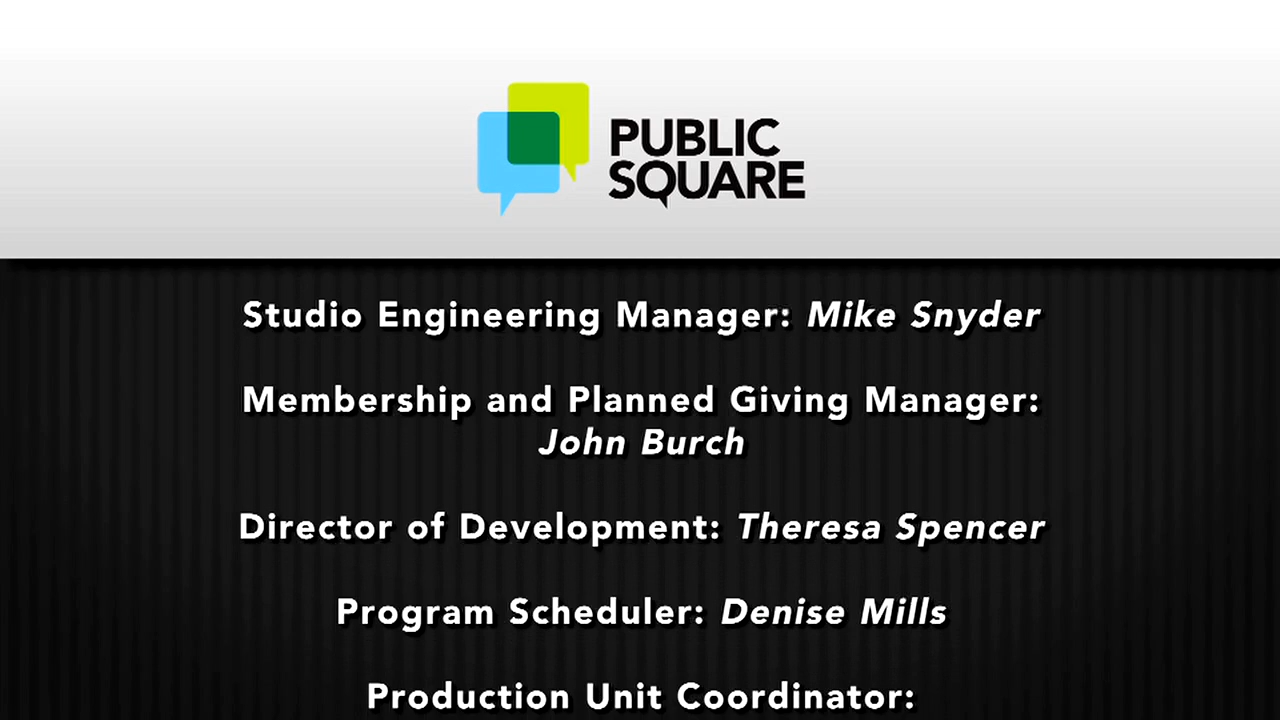 PUBLIC
SQUARE
Studio Engineering Manager: Mike Snyder
Membership and Planned Giving Manager:
John Burch
Director of Development: Theresa Spencer
Program Scheduler: Denise Mills
Production Unit Coordinator: